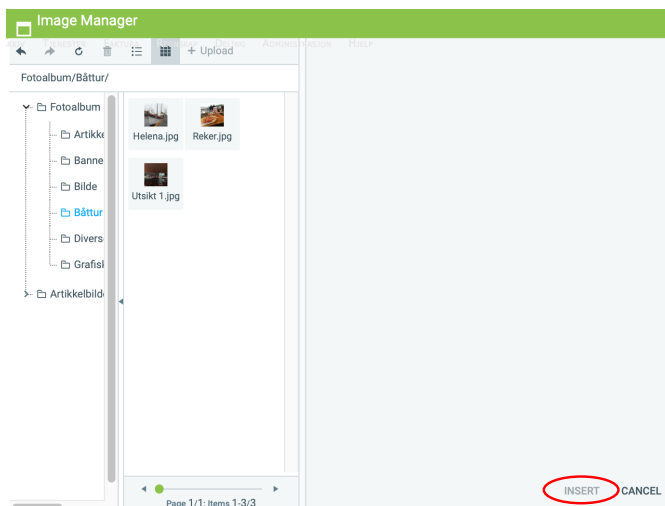 Image Manager
Upload
Fotoalbum/Båttur/
Fotoalbum
Artikke
Banne
Bilde
Båttur
Divers
Grafisk
Artikkelbild
Helena.jpg
Reker.jpg
Utsikt 1.jpg
Page 1/1: Items 1-3/3
INSERT
CANCEL